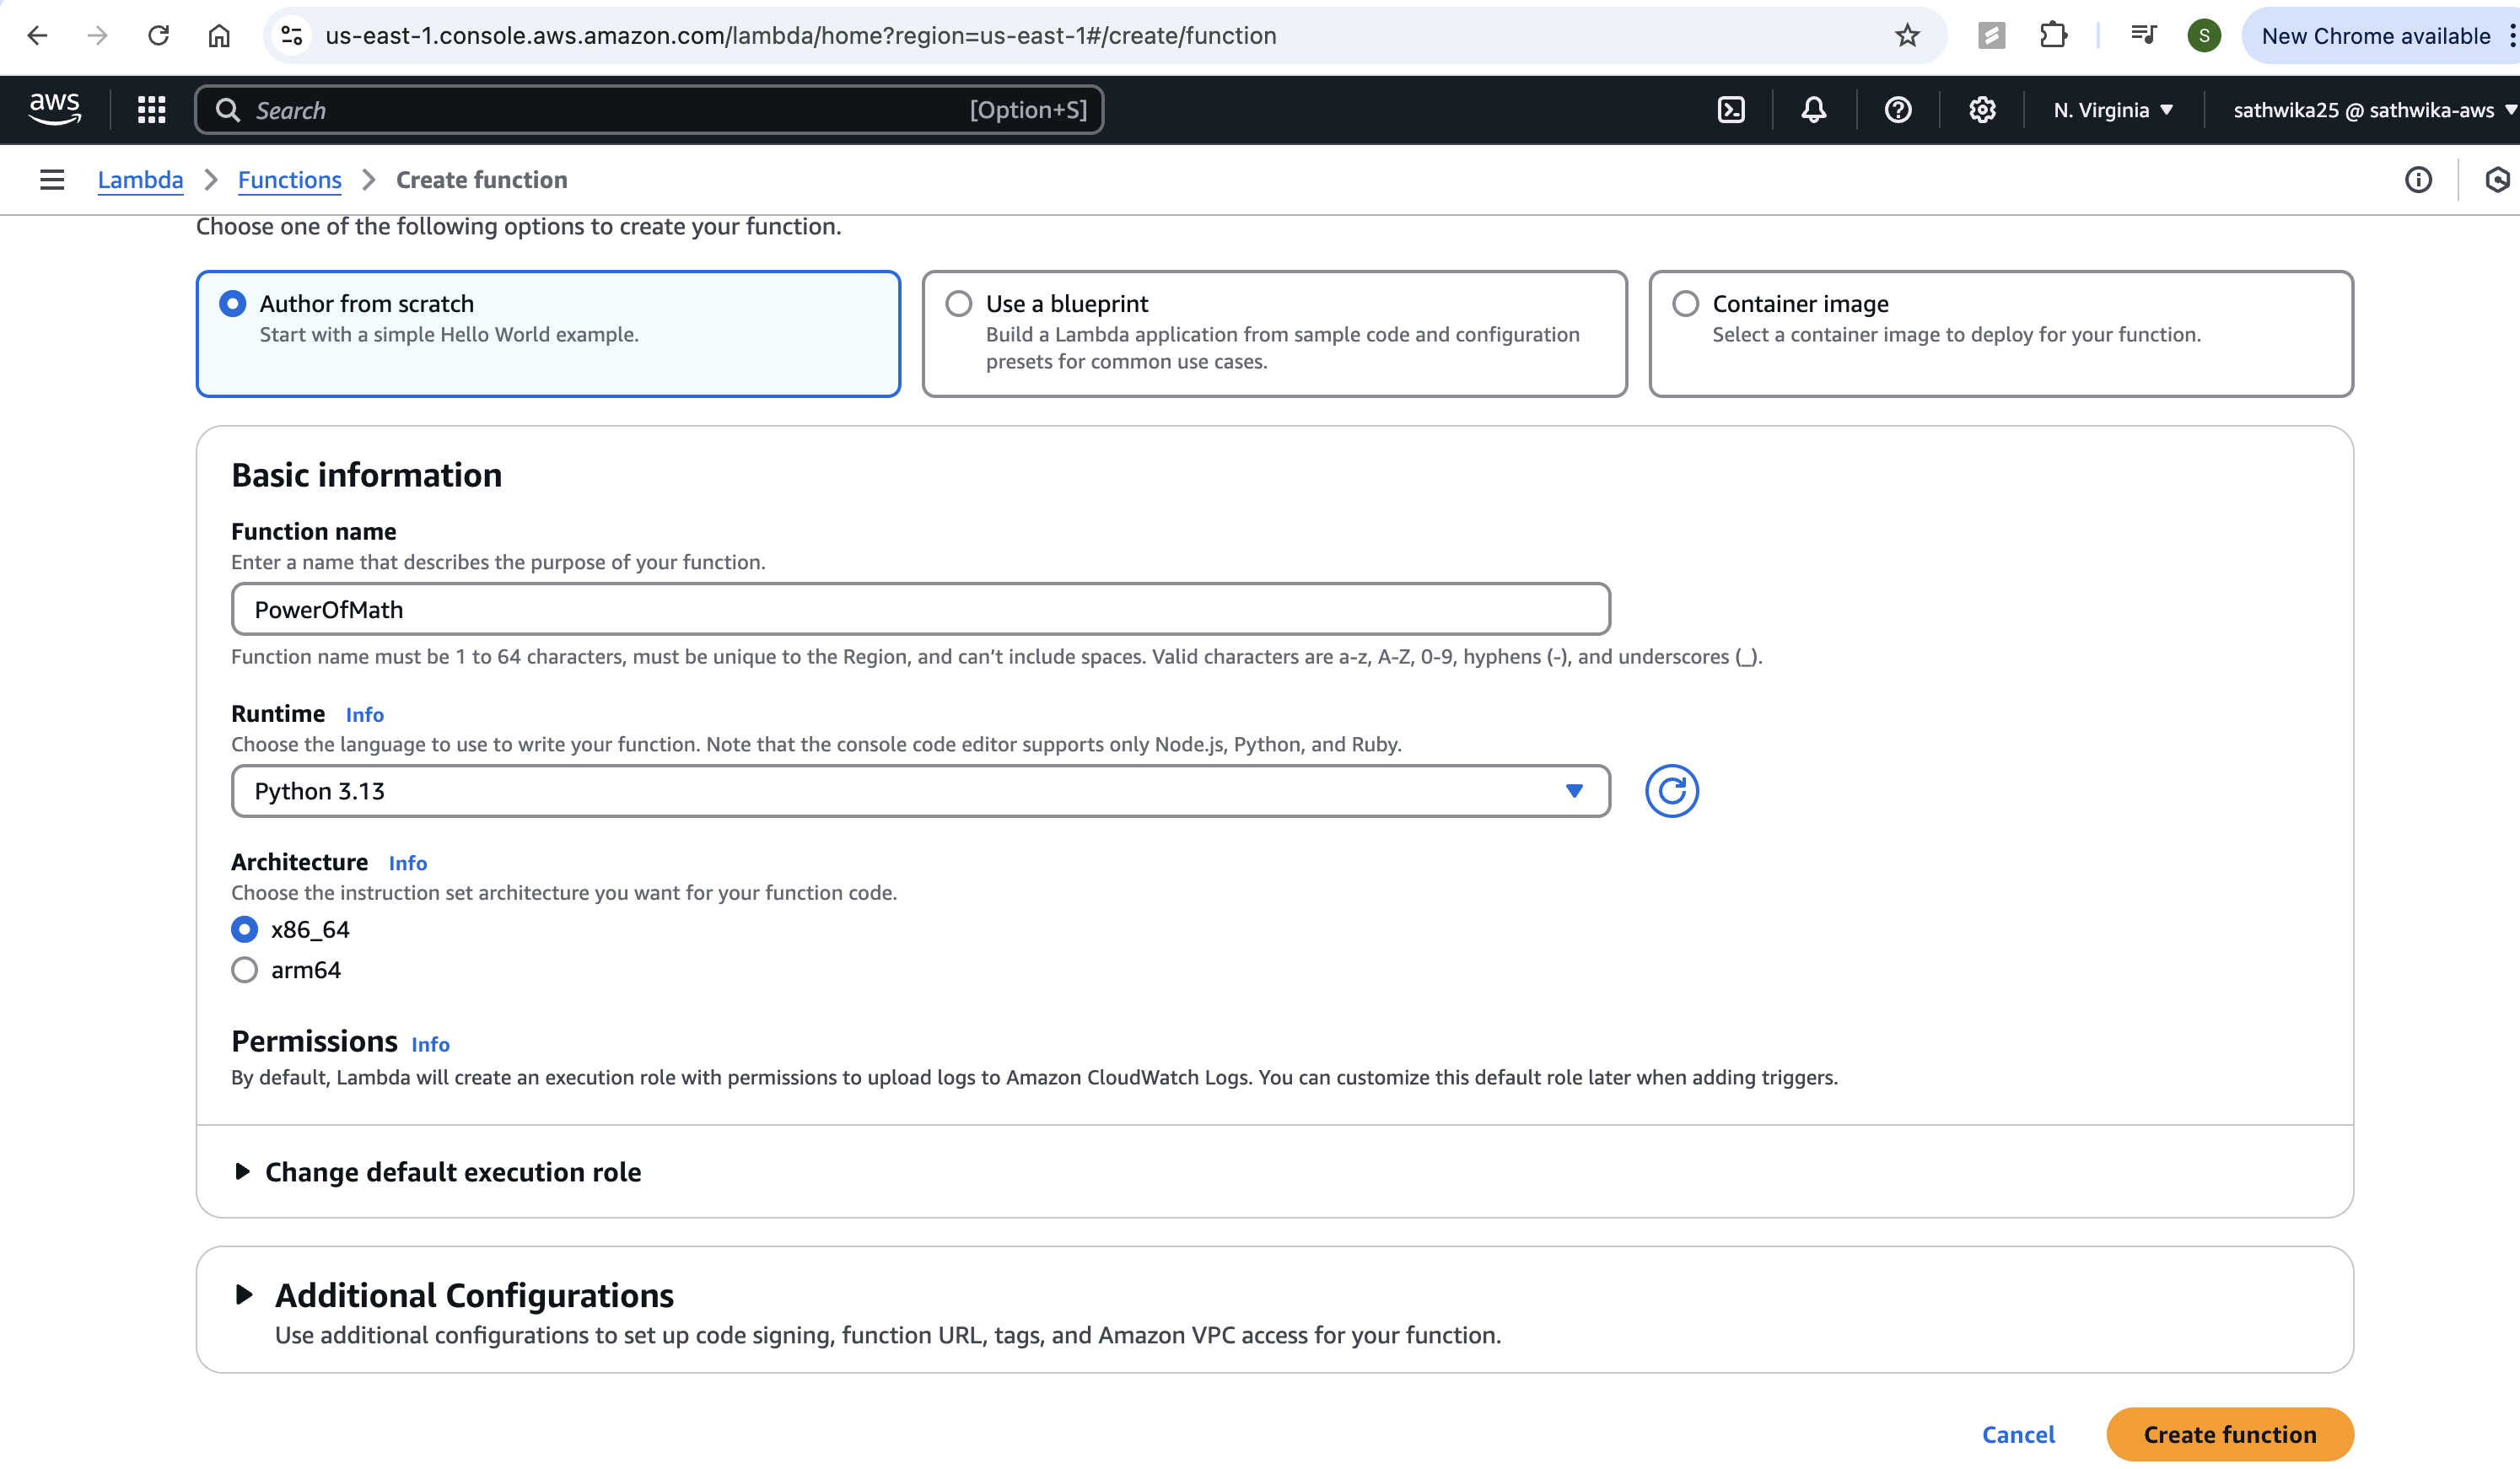 us-east-1.console.aws.amazon.com/lambda/home?region=us-east-1#/create/function
S
New Chrome available
aws
Search
[Option+S]
N. Virginia
sathwika25 @ sathwika-aws
Lambda
Functions
Create function
Choose one of the following options to create your function.
Author from scratch
Start with a simple Hello World example.
Use a blueprint
Build a Lambda application from sample code and configuration
presets for common use cases.
Container image
Select a container image to deploy for your function.
Basic information
Function name
Enter a name that describes the purpose of your function.
PowerOfMath
Function name must be 1 to 64 characters, must be unique to the Region, and can’t include spaces. Valid characters are a-z, A-Z, 0-9, hyphens (-), and underscores (_).
Runtime Info
Choose the language to use to write your function. Note that the console code editor supports only Node.js, Python, and Ruby.
Python 3.13
Architecture Info
Choose the instruction set architecture you want for your function code.
x86_64
arm64
Permissions Info
By default, Lambda will create an execution role with permissions to upload logs to Amazon CloudWatch Logs. You can customize this default role later when adding triggers.
Change default execution role
Additional Configurations
Use additional configurations to set up code signing, function URL, tags, and Amazon VPC access for your function.
Cancel
Create function